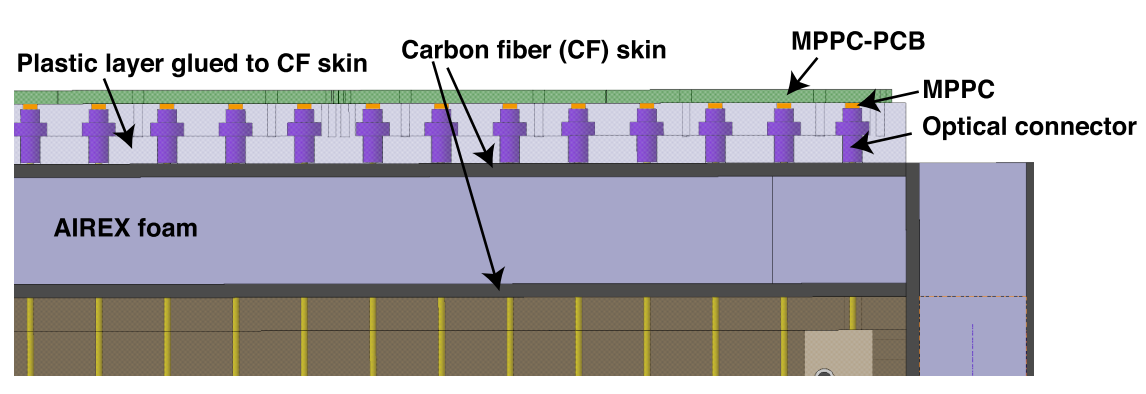 MPPC-PCB
Carbon fiber (CF) skin
Plastic layer glued to CF skin
MPPC
Optical connector
AIREX foam